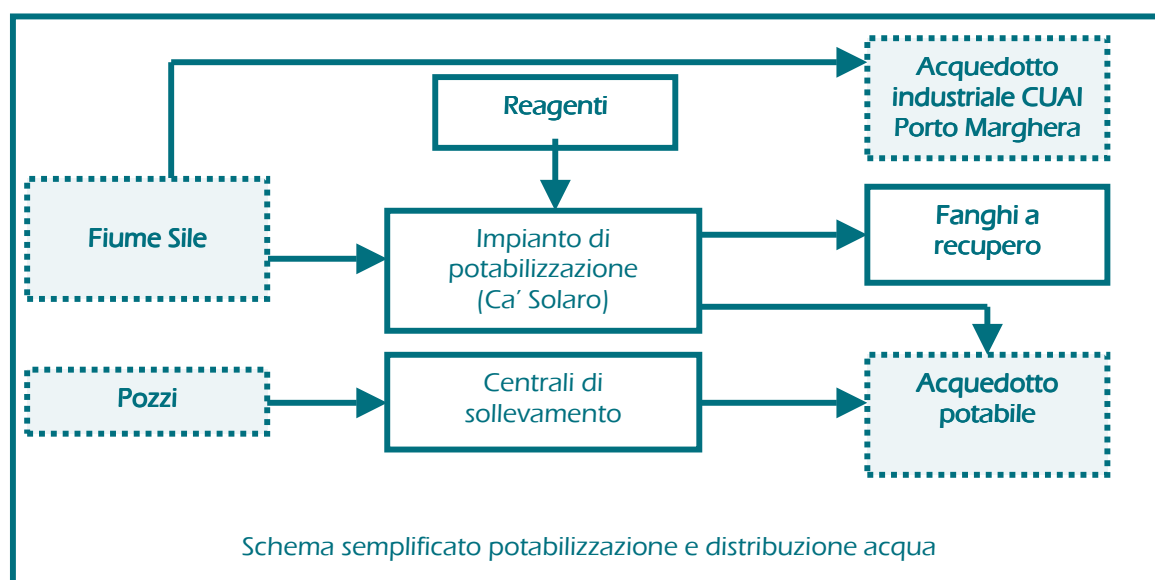 Acquedotto
industriale CUAI
Porto Marghera
Reagenti
Fiume Sile
Impianto di
potabilizzazione
(Ca’ Solaro)
Fanghi a
recupero
Pozzi
Centrali di
sollevamento
Acquedotto
potabile
Schema semplificato potabilizzazione e distribuzione acqua